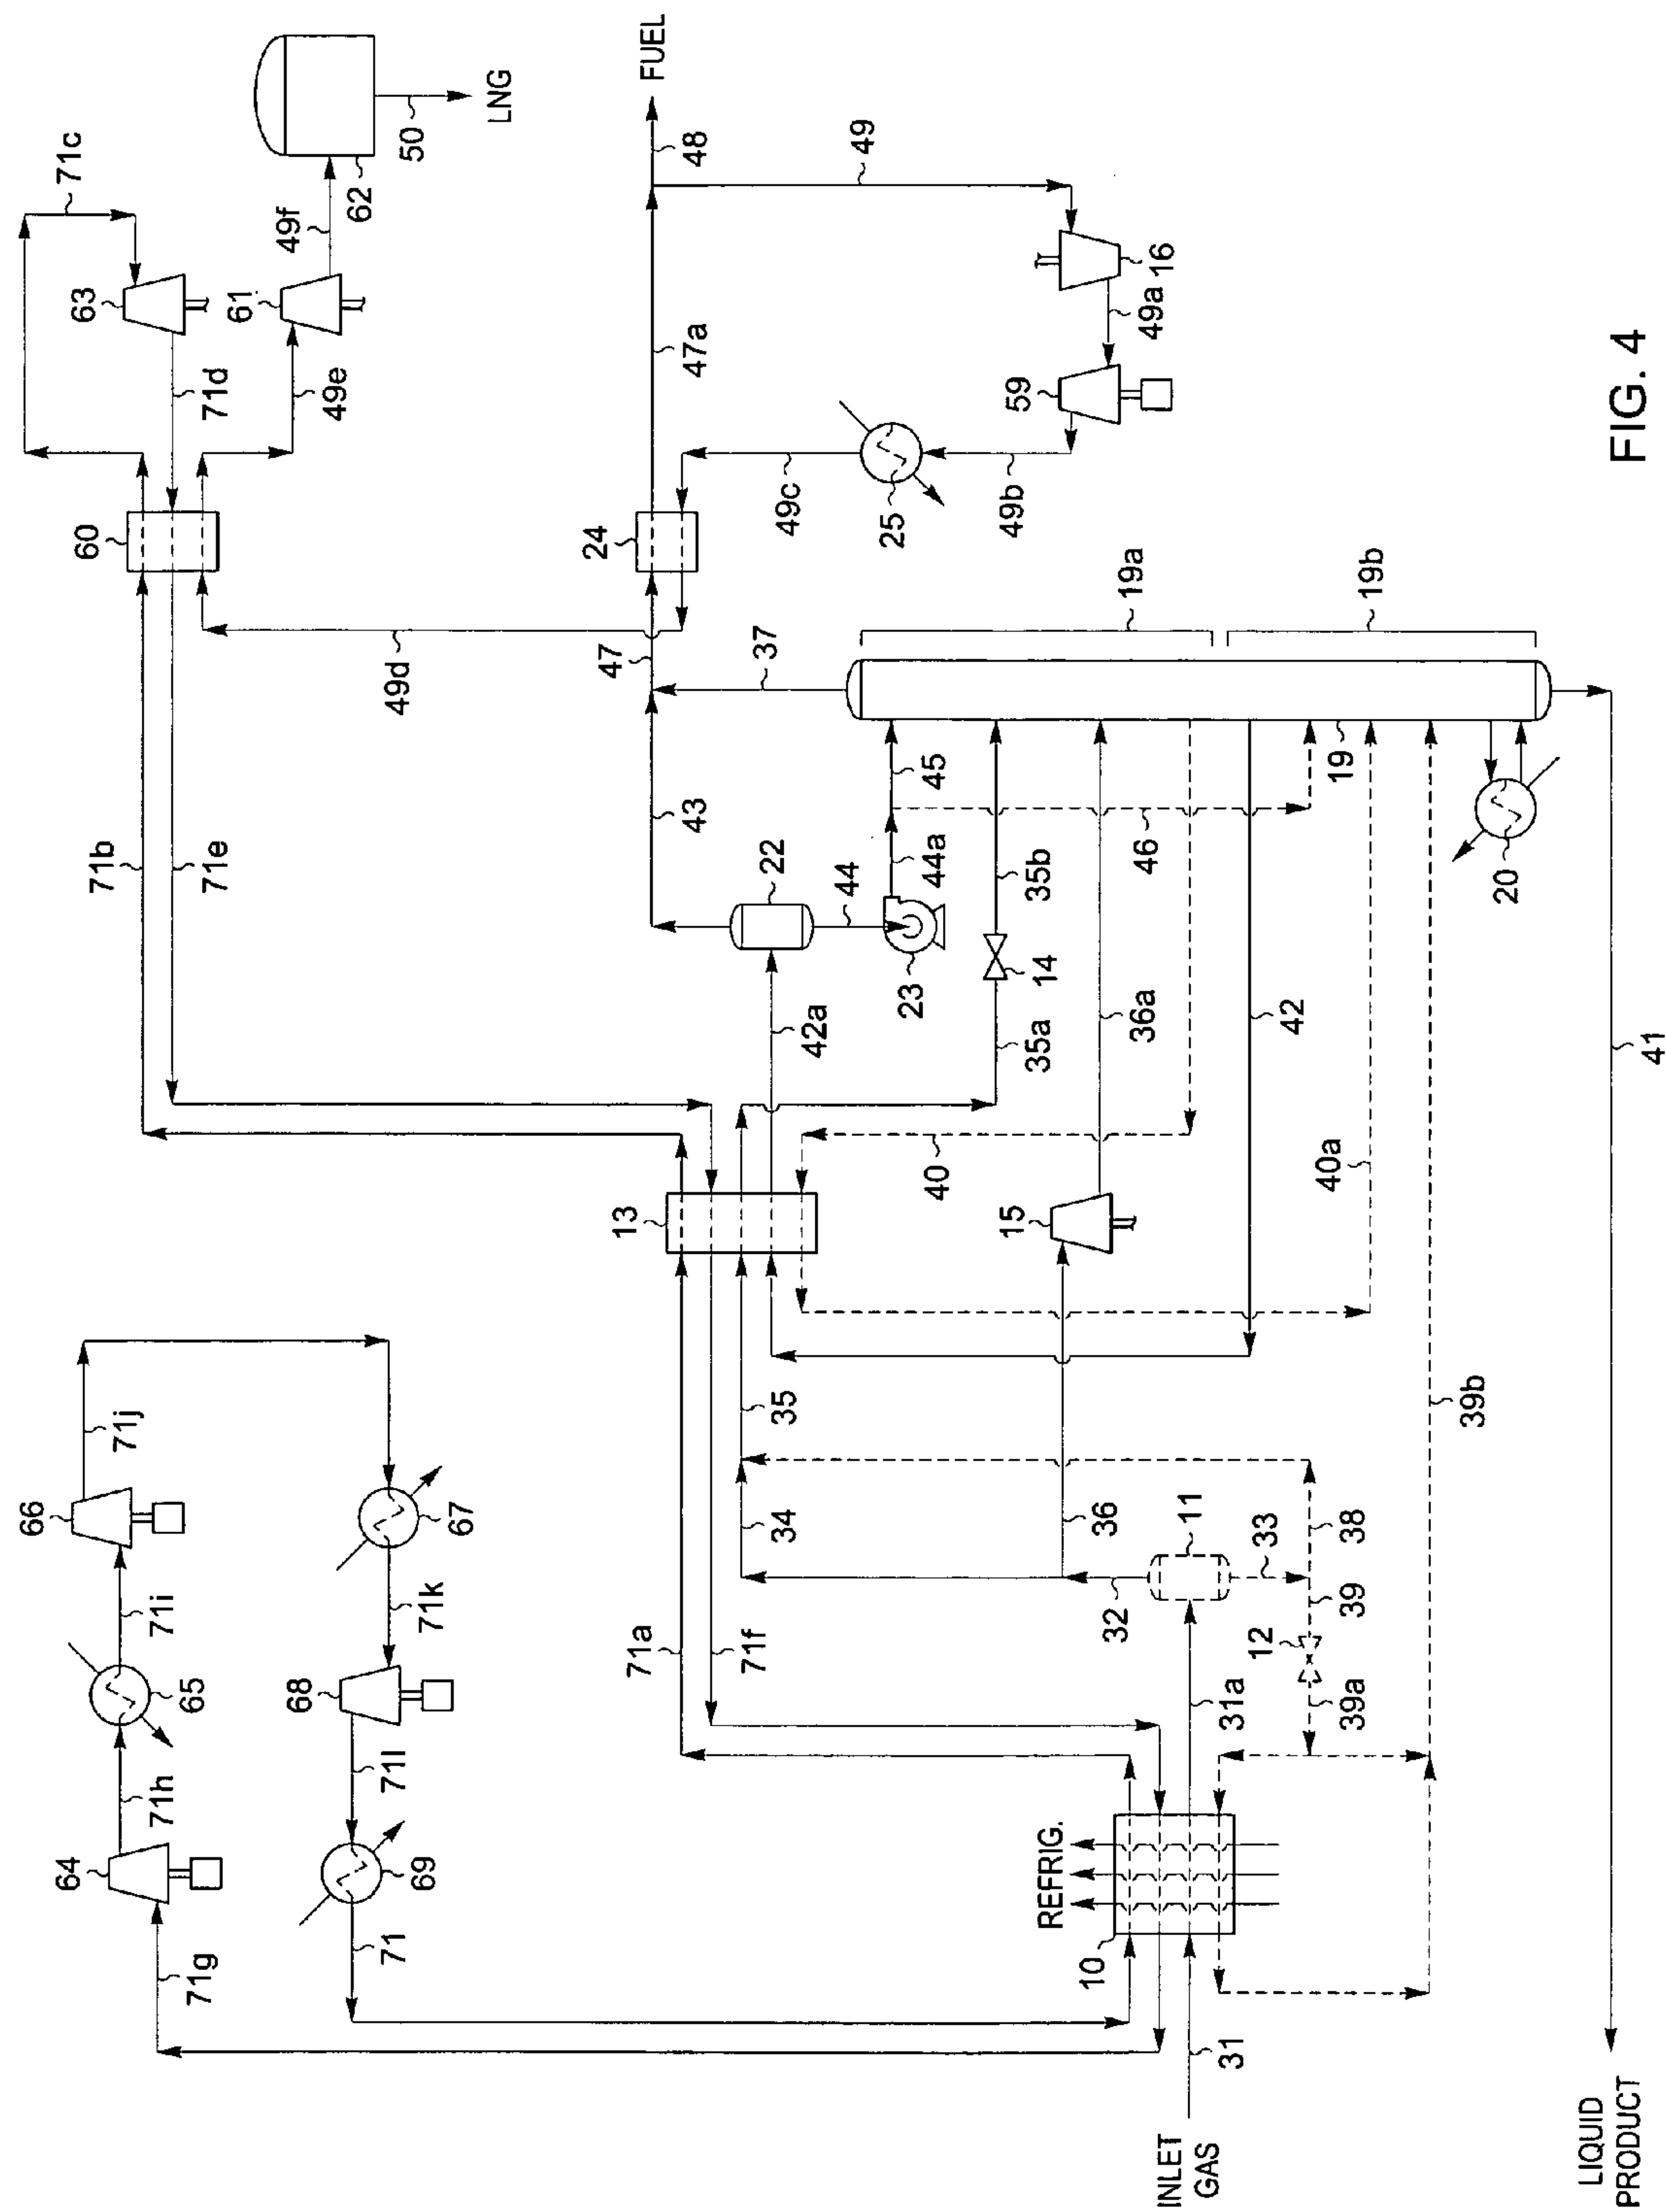 71c
63
71d
60
71b
71e
49f
61
49e
62
50
LNG
FUEL
48
49
47a
16
49a
59
49b
25
49c
24
47
49d
37
43
19a
19b
22
44
44a
45
46
23
42a
35b
14
35a
36a
42
19
20
13
40
15
40a
39b
41
66
71j
67
71i
71k
65
68
71h
71l
64
69
71g
71
71a
71f
35
34
36
11
32
33
38
39
12
39a
31a
REFRIG.
10
31
INLET
GAS
LIQUID
PRODUCT
FIG. 4